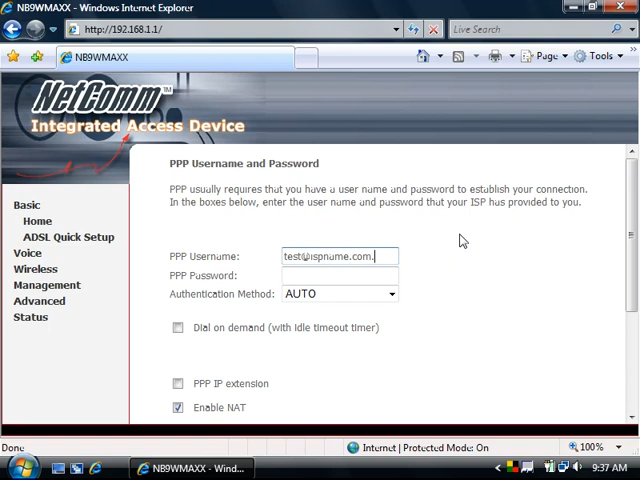 NB9WMAXX - Windows Internet Explorer
http://192.168.1.1/
Live Search
NB9WMAXX
Page
Tools
NetComm™
Integrated Access Device
Basic
Home
ADSL Quick Setup
Voice
Wireless
Management
Advanced
Status
PPP Username and Password
PPP usually requires that you have a user name and password to establish your connection.
In the boxes below, enter the user name and password that your ISP has provided to you.
PPP Username: test@ispname.com.
PPP Password:
Authentication Method: AUTO
Dial on demand (with idle timeout timer)
PPP IP extension
Enable NAT
Done
Internet | Protected Mode: On
100%
NB9WMAXX - Wind...
9:37 AM